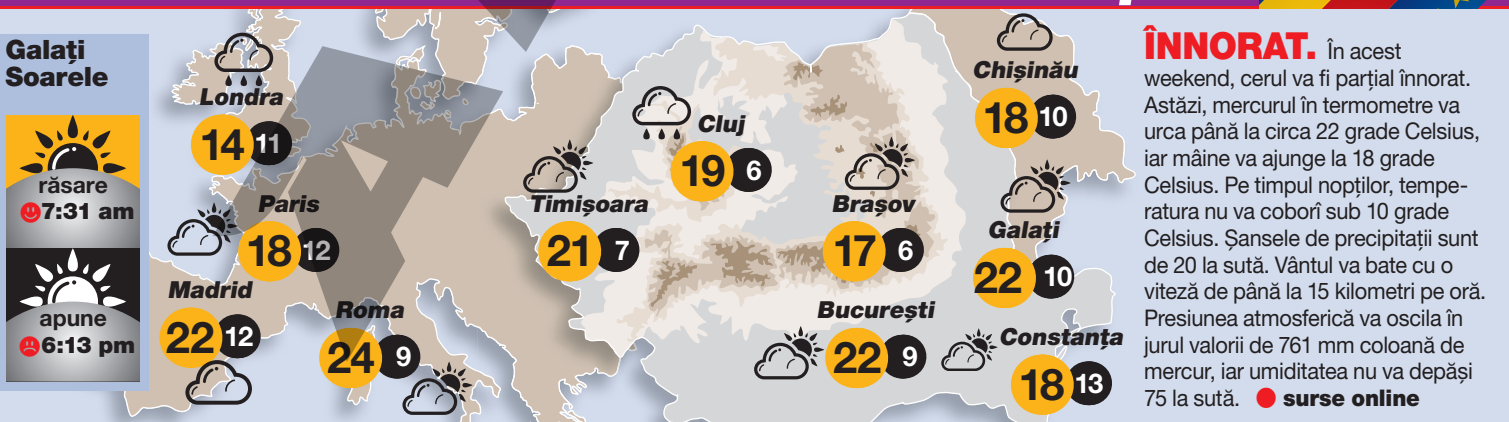 Galați
Soarele
răsare
7:31 am
apune
6:13 pm
Londra
14 11
Paris
18 12
Madrid
22 12
Roma
24 9
Timișoara
21 7
Cluj
19 6
Brașov
17 6
București
22 9
Chișinău
18 10
Galați
22 10
Constanța
18 13
ÎNNORAT. În acest
weekend, cerul va fi parțial înnorat.
Astăzi, mercurul în termometre va
urca până la circa 22 grade Celsius,
iar mâine va ajunge la 18 grade
Celsius. Pe timpul nopților, tempe-
ratura nu va coborî sub 10 grade
Celsius. Șansele de precipitații sunt
de 20 la sută. Vântul va bate cu o
viteză de până la 15 kilometri pe oră.
Presiunea atmosferică va oscila în
jurul valorii de 761 mm coloană de
mercur, iar umiditatea nu va depăși
75 la sută. surse online